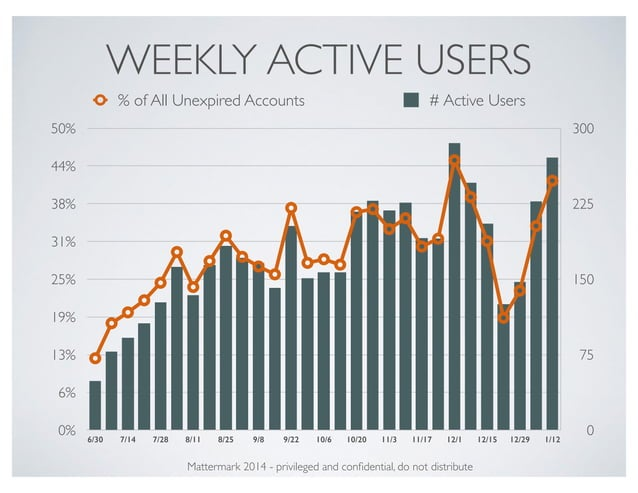 WEEKLY ACTIVE USERS
% of All Unexpired Accounts # Active Users
50% 300
44%
38% 225
31%
25% 150
19%
13% 75
6%
0% 0
6/30 7/14 7/28 8/11 8/25 9/8 9/22 10/6 10/20 11/3 11/17 12/1 12/15 12/29 1/12
Mattermark 2014 - privileged and confidential, do not distribute